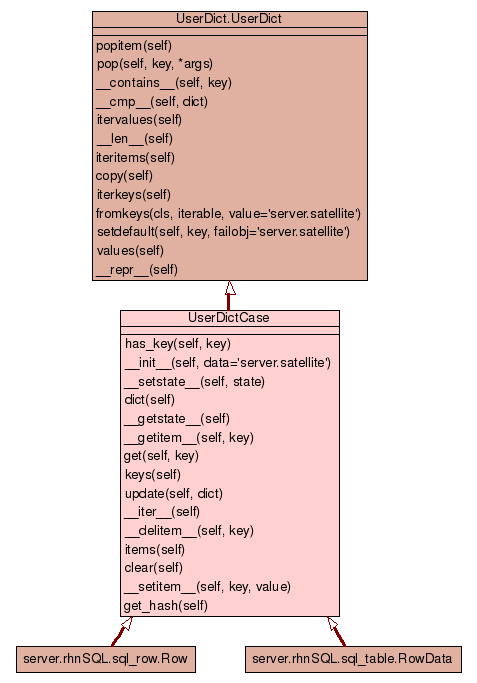 UserDict.UserDict
popitem(self)
pop(self, key, *args)
__contains__(self, key)
__cmp__(self, dict)
itervalues(self)
__len__(self)
iteritems(self)
copy(self)
iterkeys(self)
fromkeys(cls, iterable, value='server.satellite')
setdefault(self, key, failobj='server.satellite')
values(self)
__repr__(self)
UserDictCase
has_key(self, key)
__init__(self, data='server.satellite')
__setstate__(self, state)
dict(self)
__getstate__(self)
__getitem__(self, key)
get(self, key)
keys(self)
update(self, dict)
__iter__(self)
__delitem__(self, key)
items(self)
clear(self)
__setitem__(self, key, value)
get_hash(self)
server.rhnSQL.sql_row.Row
server.rhnSQL.sql_table.RowData